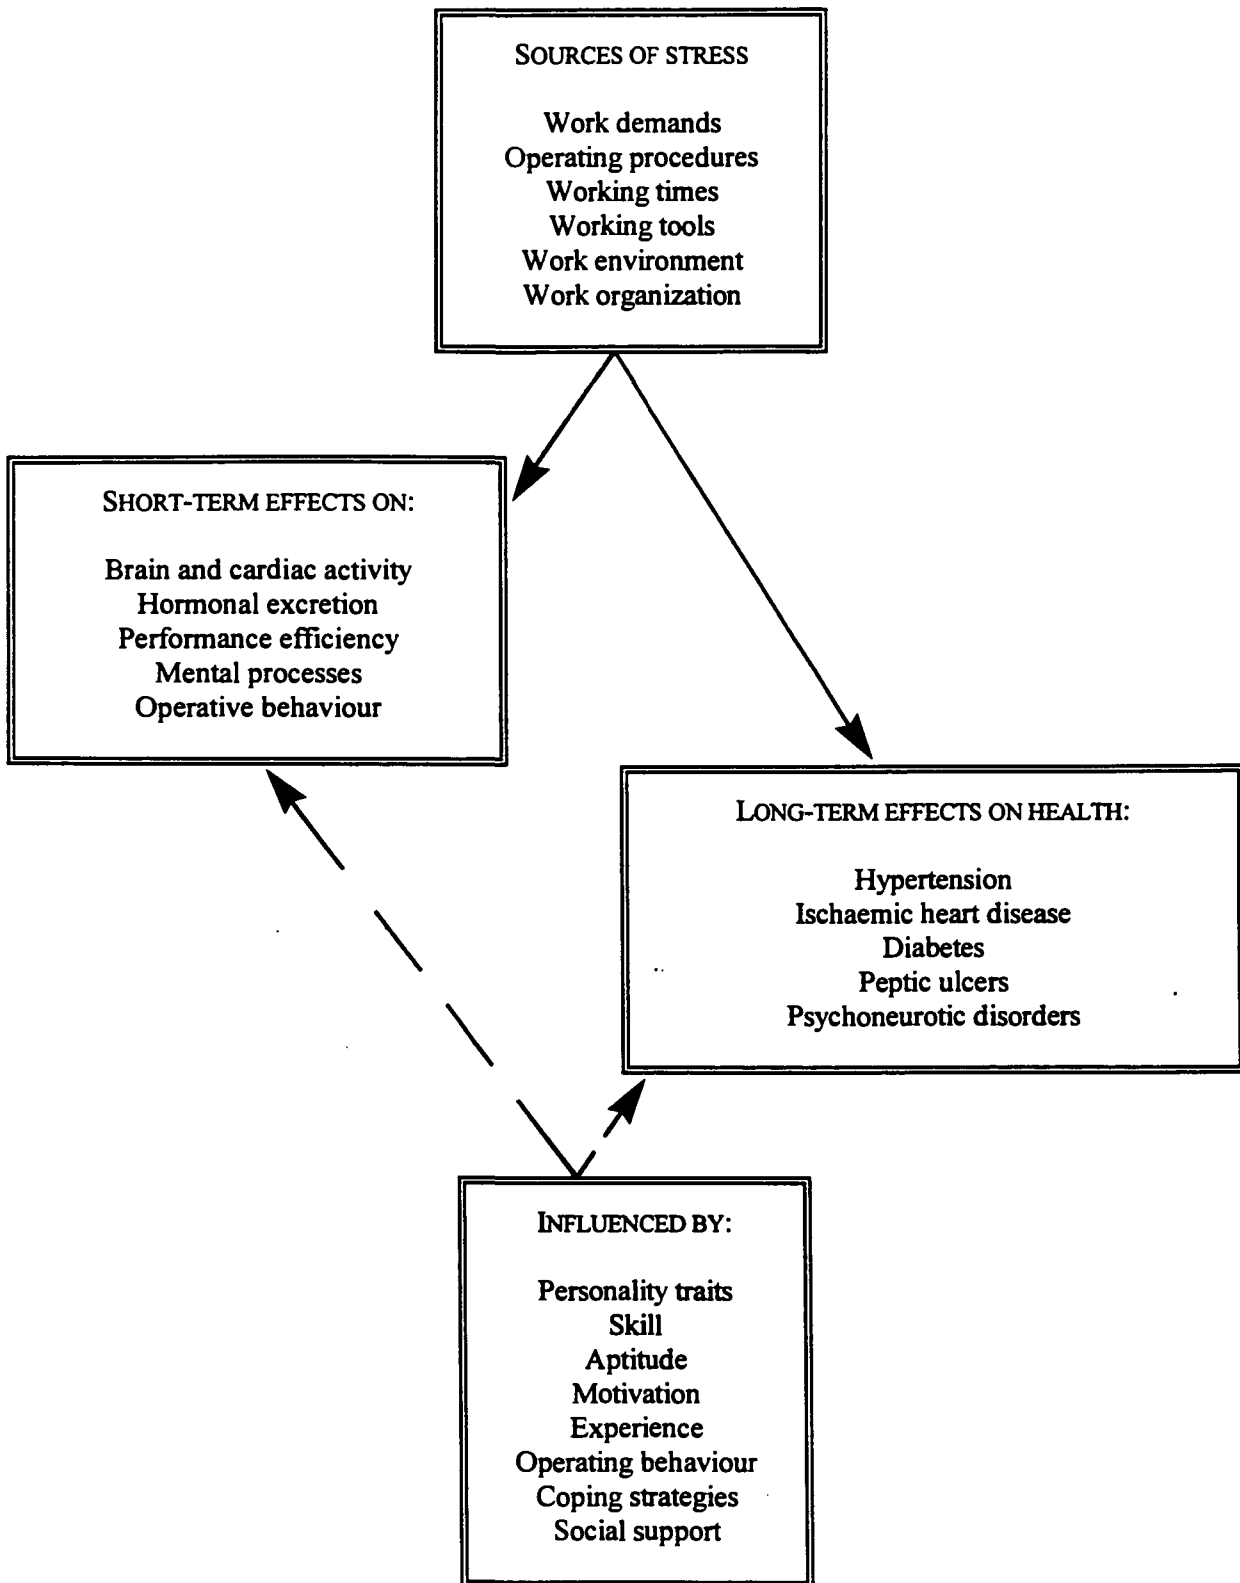 SOURCES OF STRESS
Work demands
Operating procedures
Working times
Working tools
Work environment
Work organization
SHORT-TERM EFFECTS ON:
Brain and cardiac activity
Hormonal excretion
Performance efficiency
Mental processes
Operative behaviour
LONG-TERM EFFECTS ON HEALTH:
Hypertension
Ischaemic heart disease
Diabetes
Peptic ulcers
Psychoneurotic disorders
INFLUENCED BY:
Personality traits
Skill
Aptitude
Motivation
Experience
Operating behaviour
Coping strategies
Social support